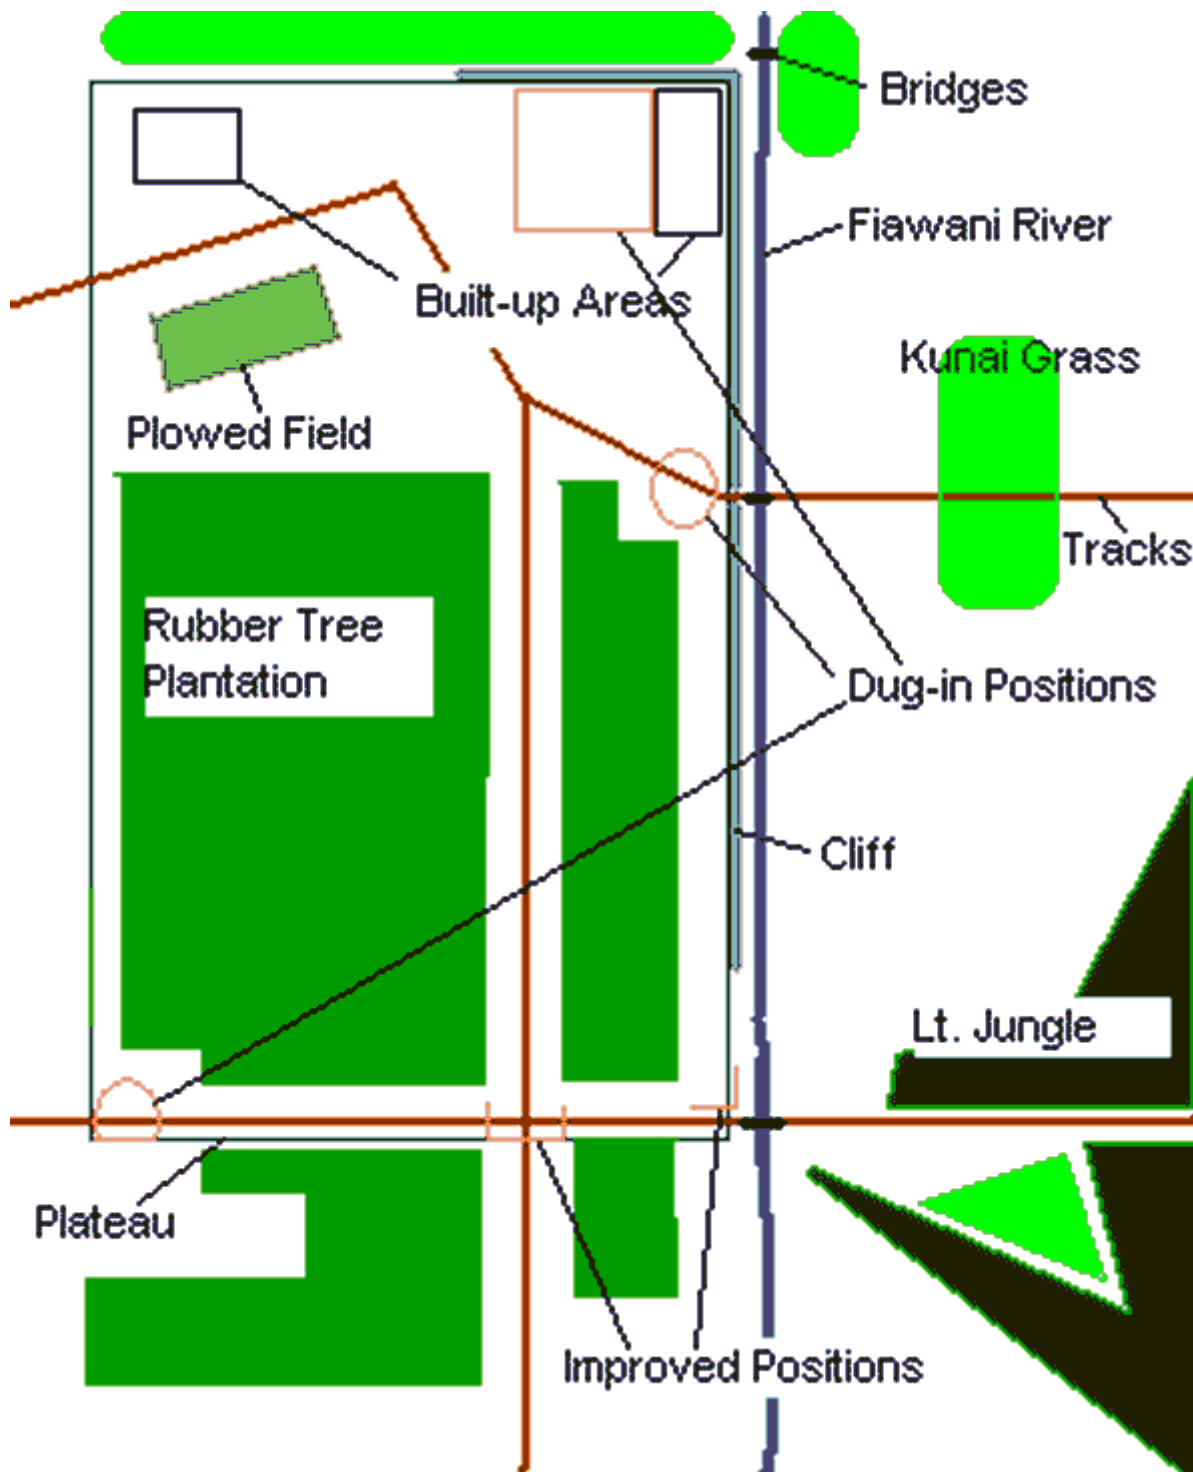 Bridges
Fiawani River
Built-up Areas
Kunai Grass
Plowed Field
Tracks
Rubber Tree
Plantation
Dug-in Positions
Cliff
Lt. Jungle
Plateau
Improved Positions